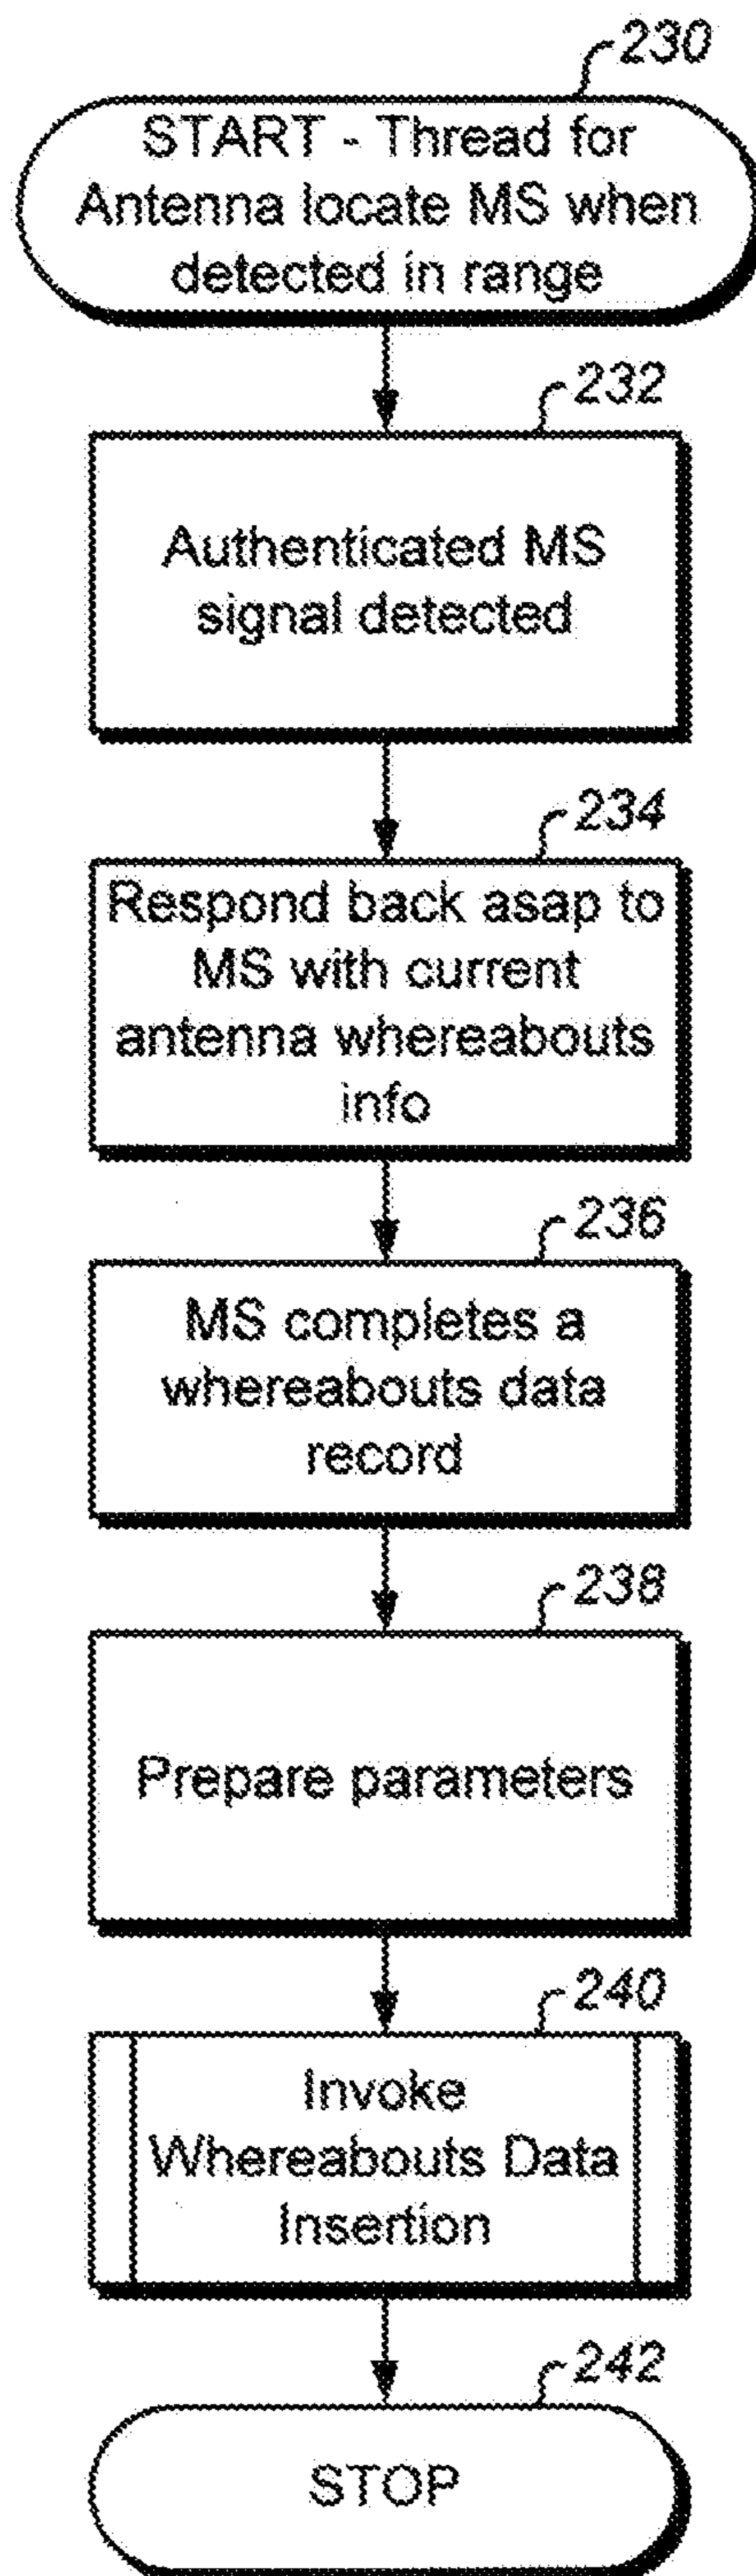 230
START - Thread for
Antenna locate MS when
detected in range
232
Authenticated MS
signal detected
234
Respond back asap to
MS with current
antenna whereabouts
info
236
MS completes a
whereabouts data
record
238
Prepare parameters
240
Invoke
Whereabouts Data
Insertion
242
STOP